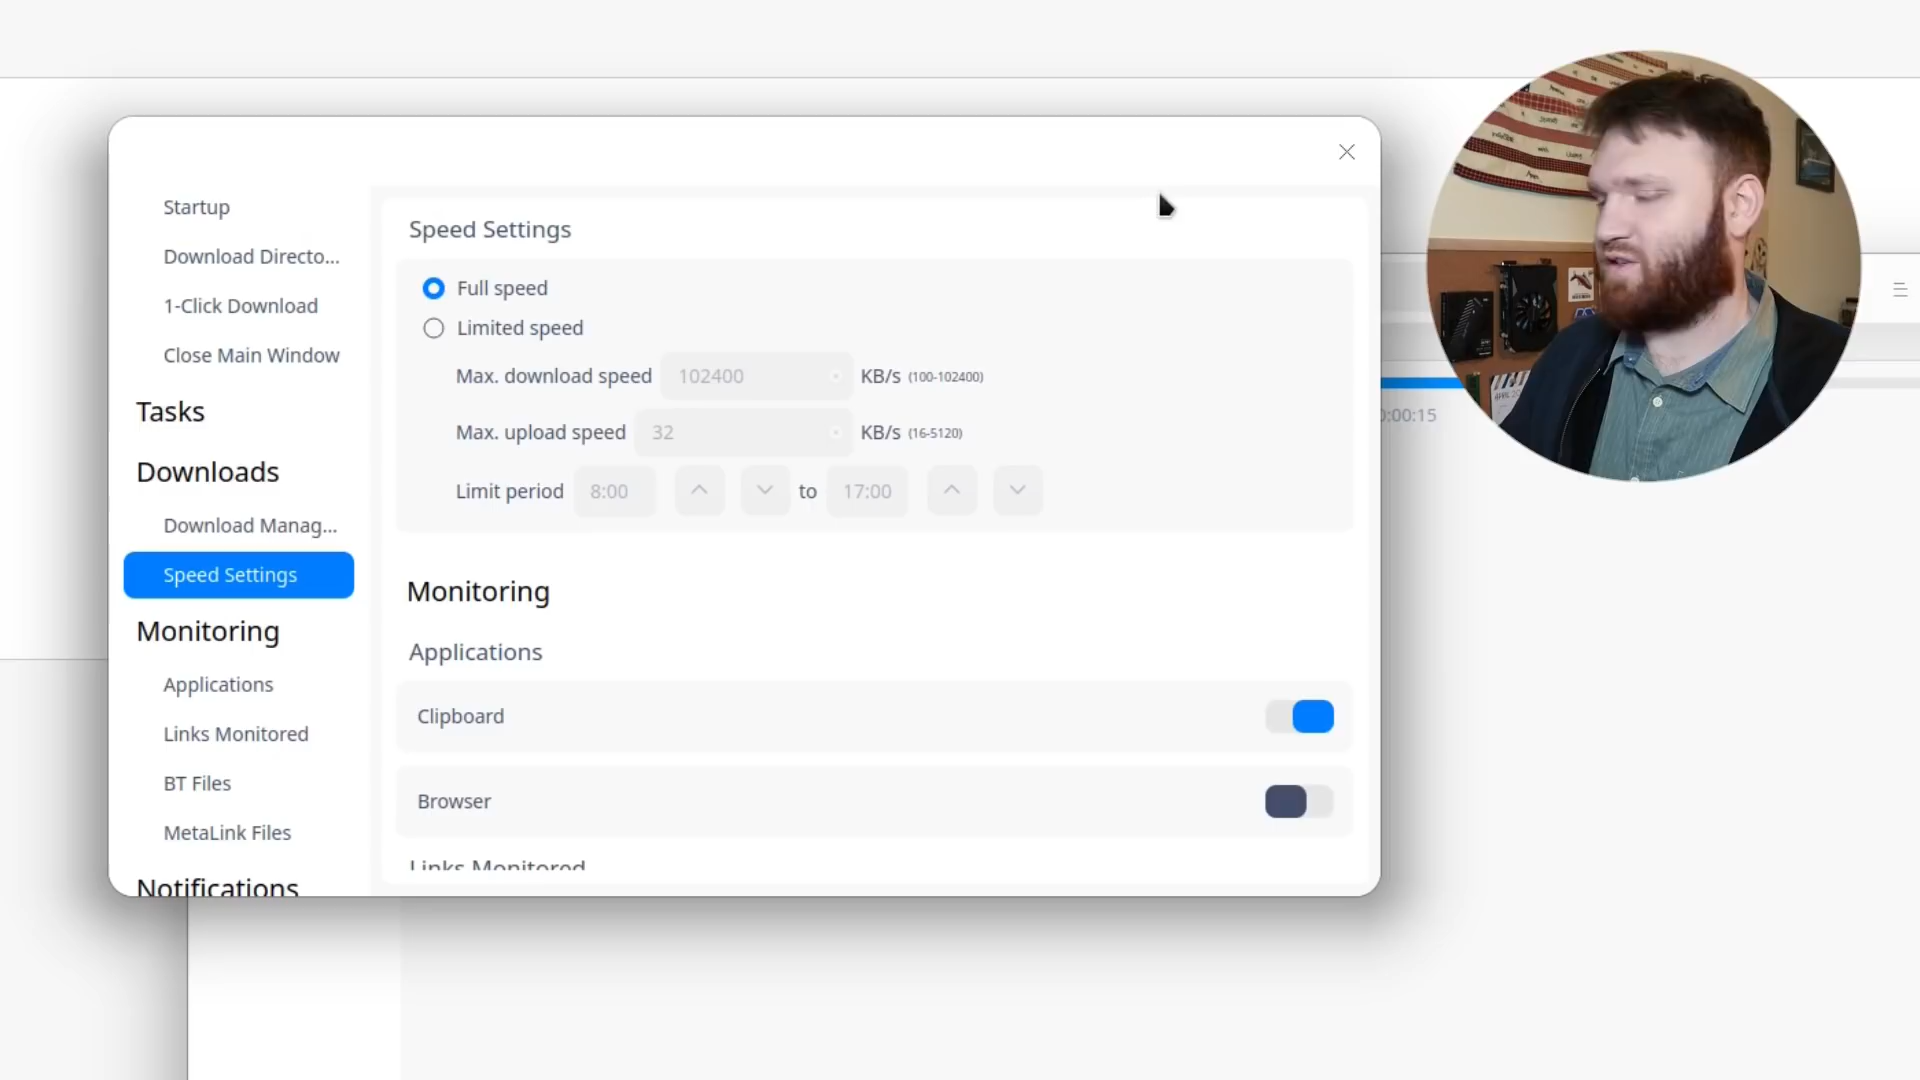 Startup
Download Directo...
1-Click Download
Close Main Window
Tasks
Downloads
Download Manag...
Speed Settings
Monitoring
Applications
Links Monitored
BT Files
MetaLink Files
Notifications
Speed Settings
Full speed
Limited speed
Max. download speed 102400 KB/s (100-102400)
Max. upload speed 32 KB/s (16-5120)
Limit period 8:00 to 17:00
Monitoring
Applications
Clipboard
Browser
Links Monitored
:00:15